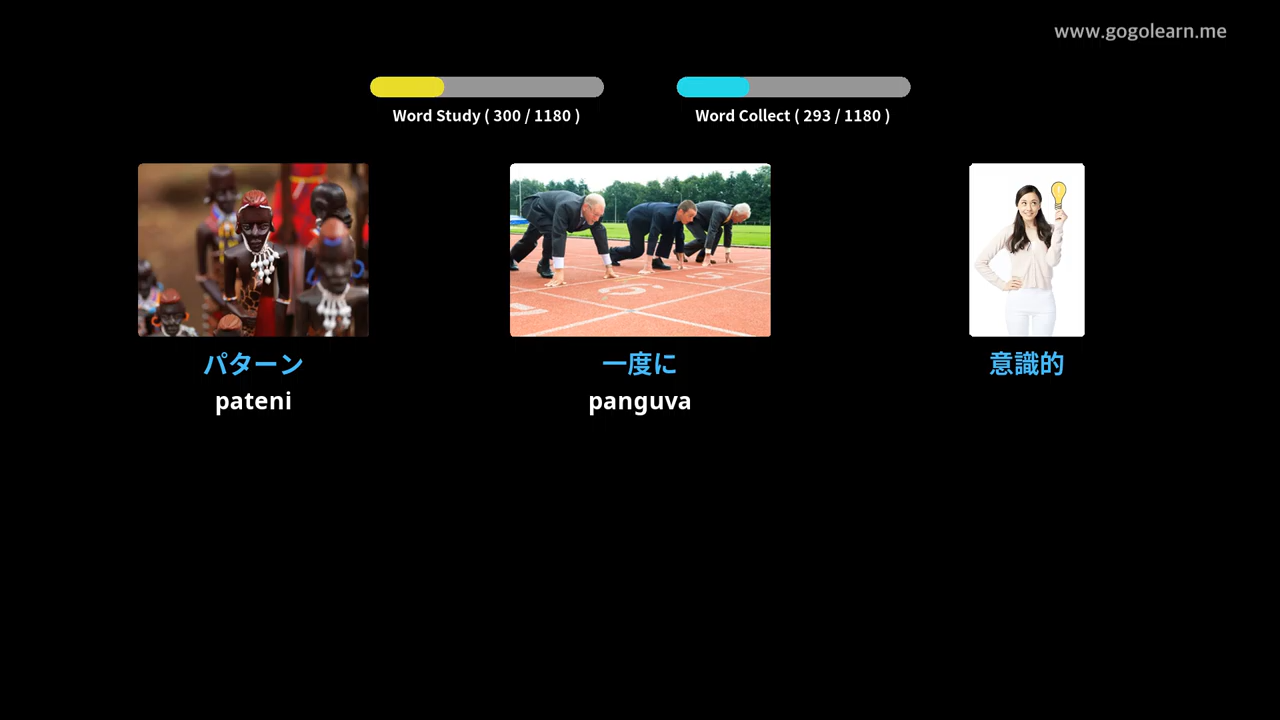 www.gogolearn.me
Word Study ( 300 / 1180 )
Word Collect ( 293 / 1180 )
パターン
pateni
一度に
panguva
意識的